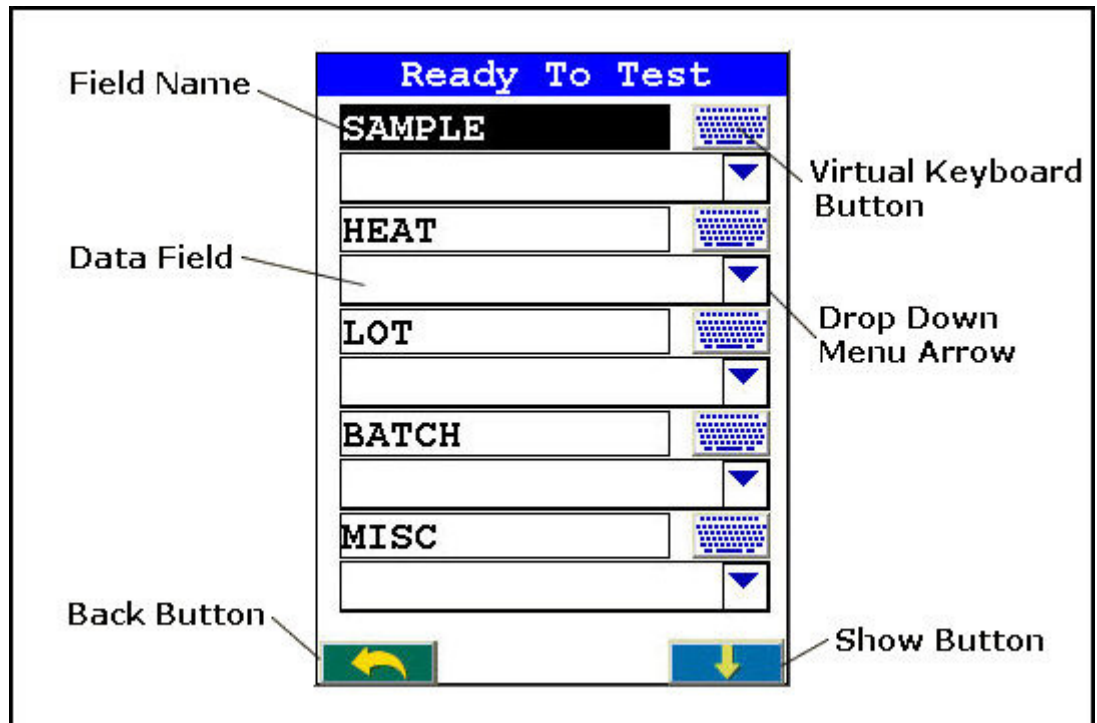 Ready To Test
Field Name
SAMPLE
Virtual Keyboard
Button
HEAT
Data Field
Drop Down
Menu Arrow
LOT
BATCH
MISC
Back Button
Show Button